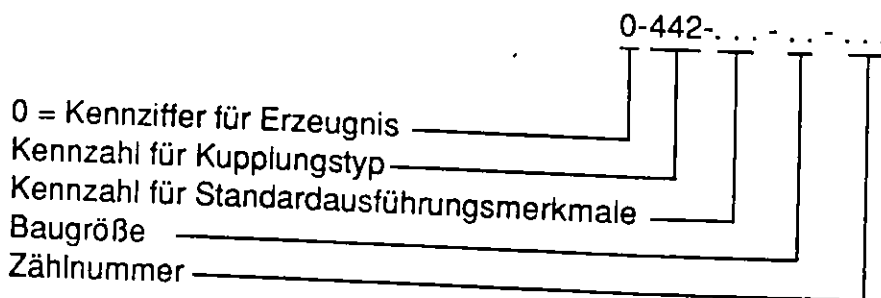 0-442-... - .. - ...
0 = Kennziffer für Erzeugnis
Kennzahl für Kupplungstyp
Kennzahl für Standardausführungsmerkmale
Baugröße
Zählnummer